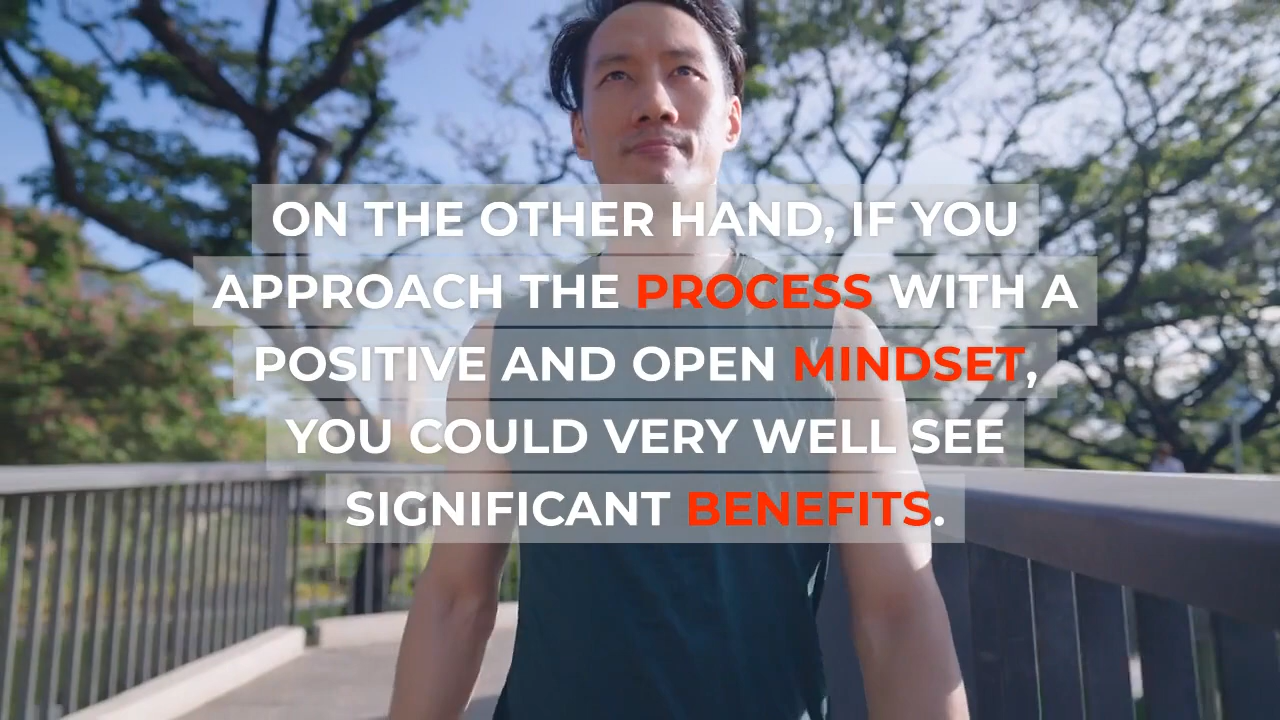 ON THE OTHER HAND, IF YOU
APPROACH THE PROCESS WITH A
POSITIVE AND OPEN MINDSET,
YOU COULD VERY WELL SEE
SIGNIFICANT BENEFITS.